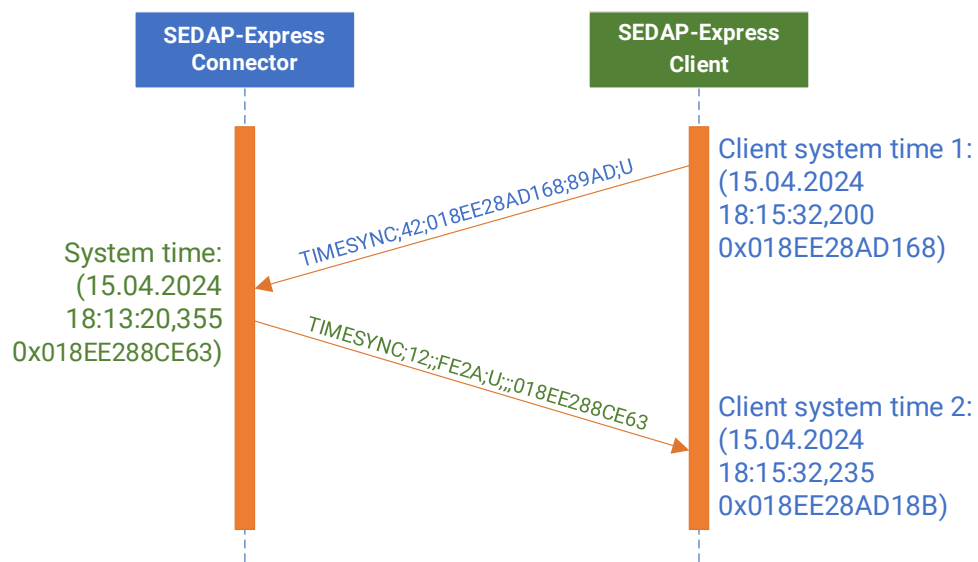 SEDAP-Express
Connector
SEDAP-Express
Client
Client system time 1:
(15.04.2024
18:15:32,200
0x018EE28AD168)
TIMESYNC;42;018EE28AD168;89AD;U
System time:
(15.04.2024
18:13:20,355
0x018EE288CE63)
TIMESYNC;12;;FE2A;U;;;018EE288CE63
Client system time 2:
(15.04.2024
18:15:32,235
0x018EE28AD18B)